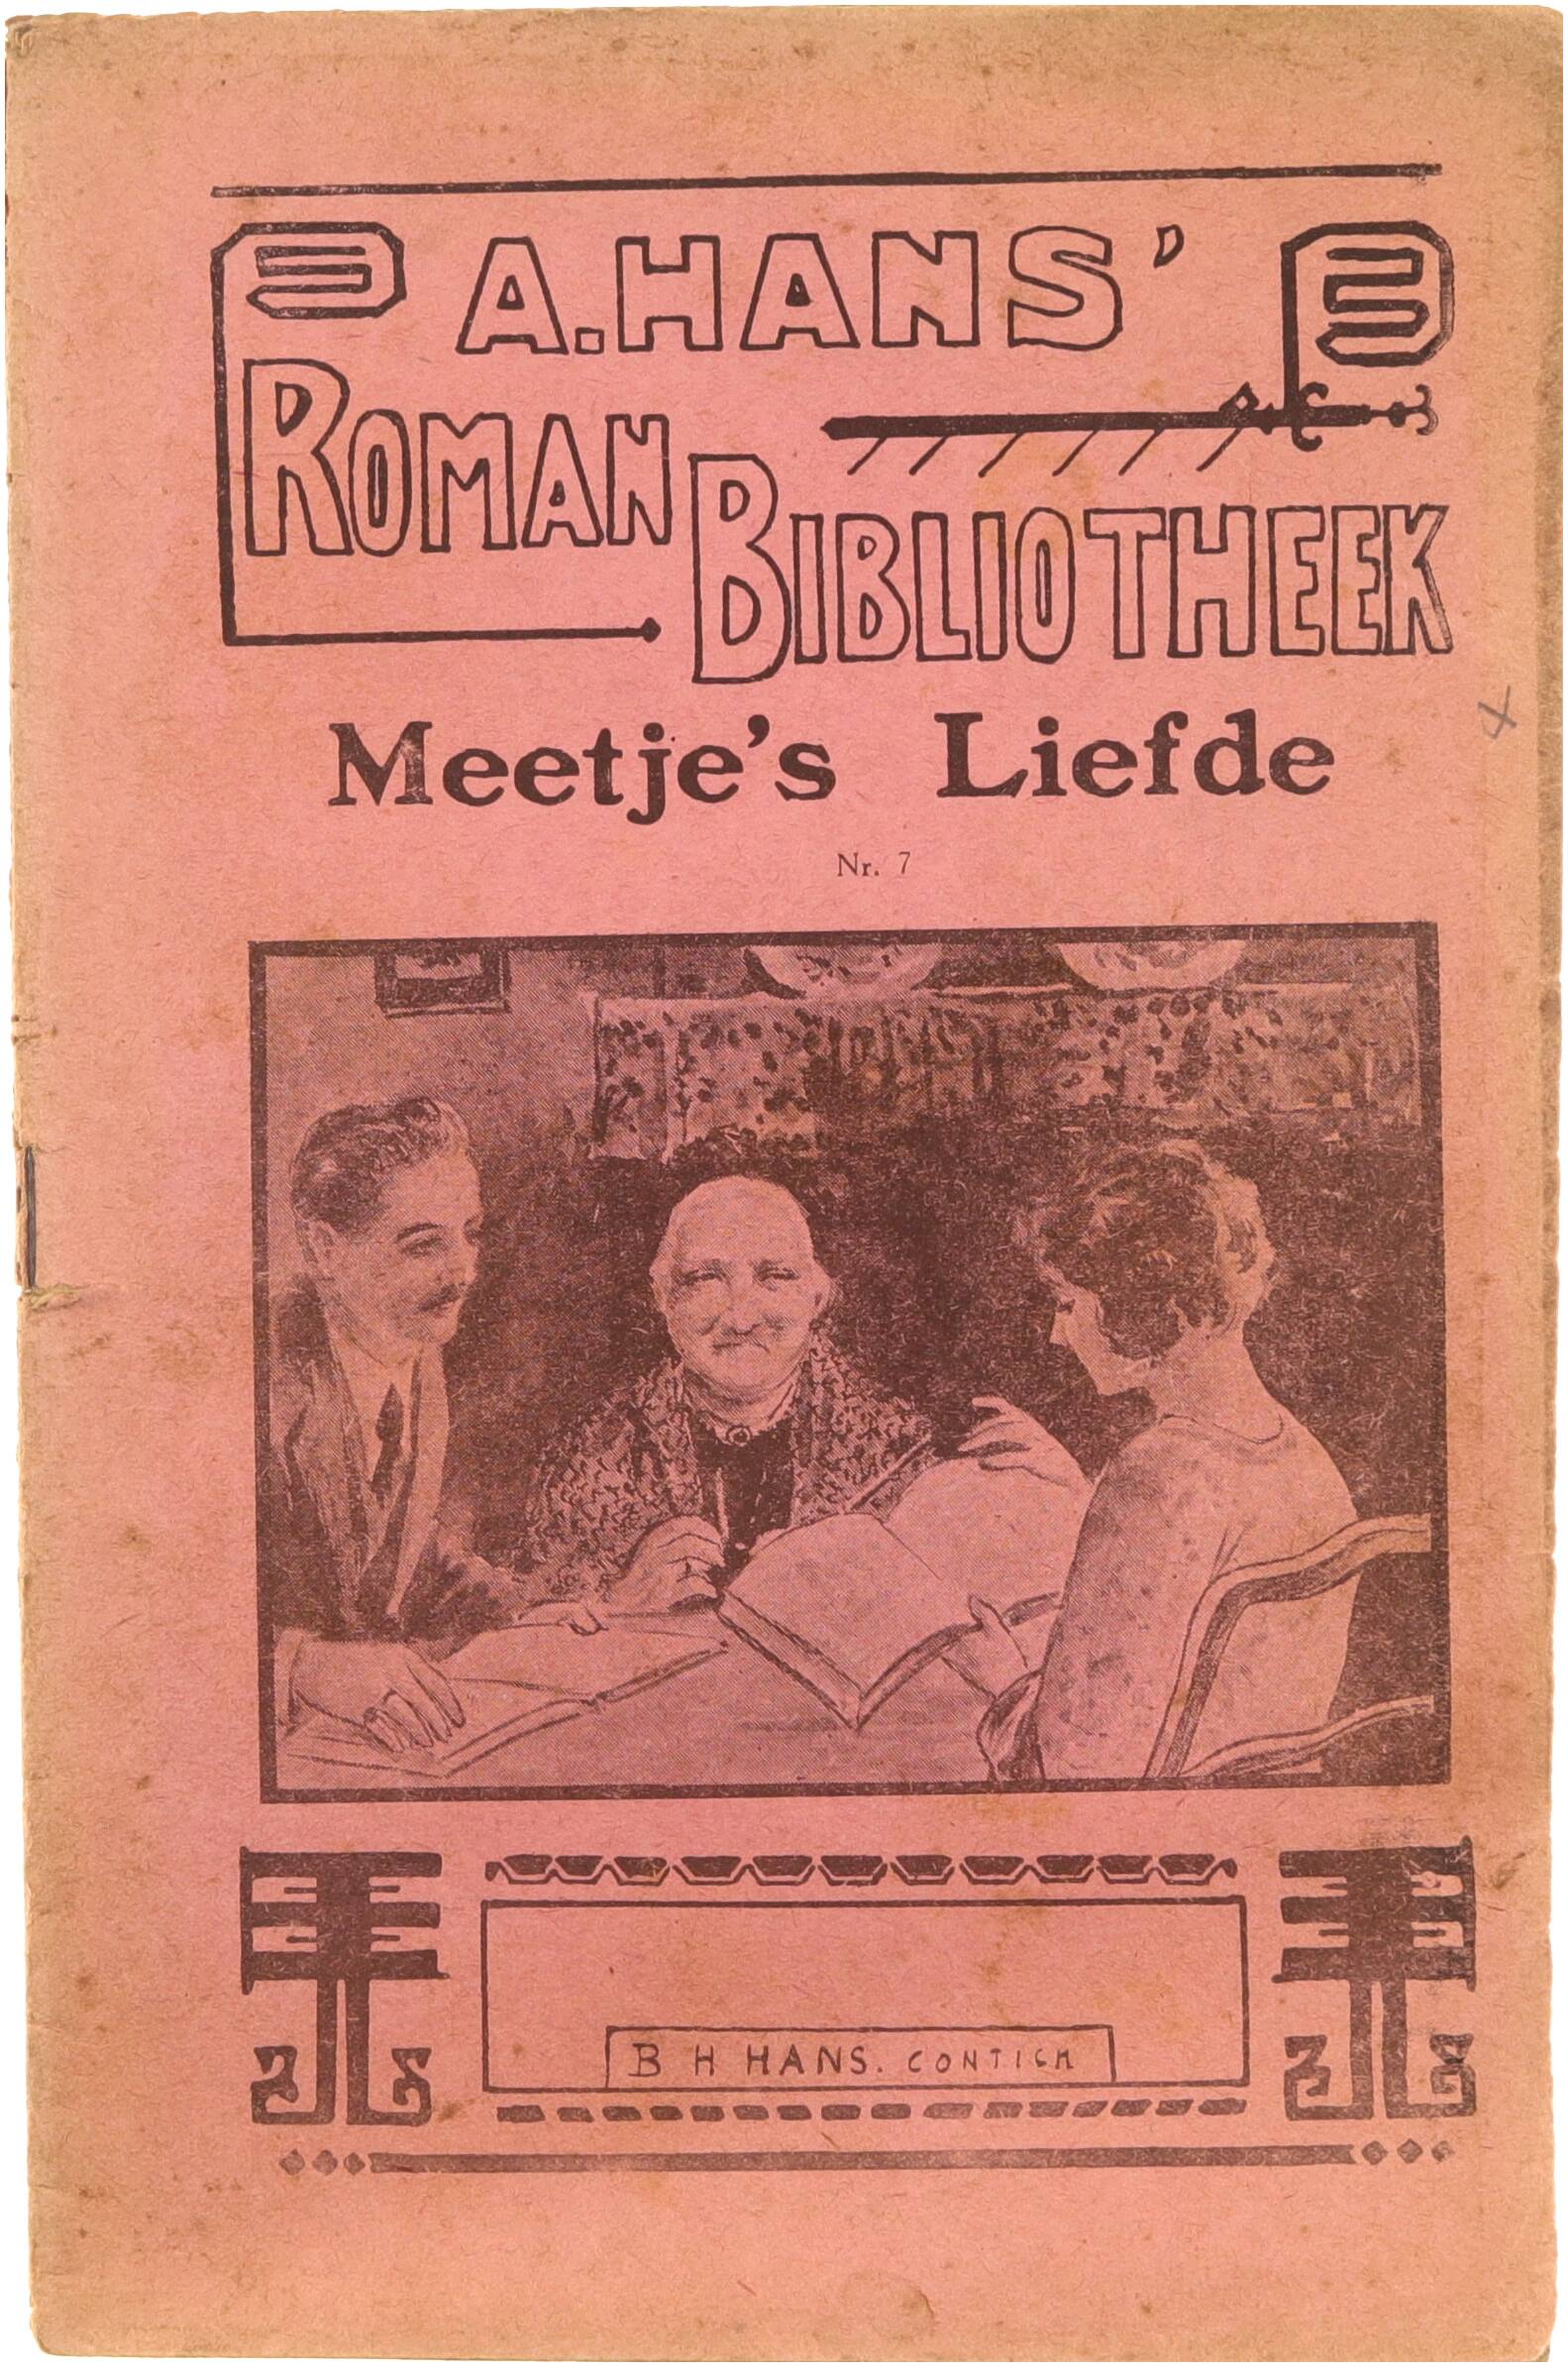 A. HANS'
ROMAN
BIBLIOTHEEK
Meetje's Liefde
Nr. 7
B H HANS. CONTICH